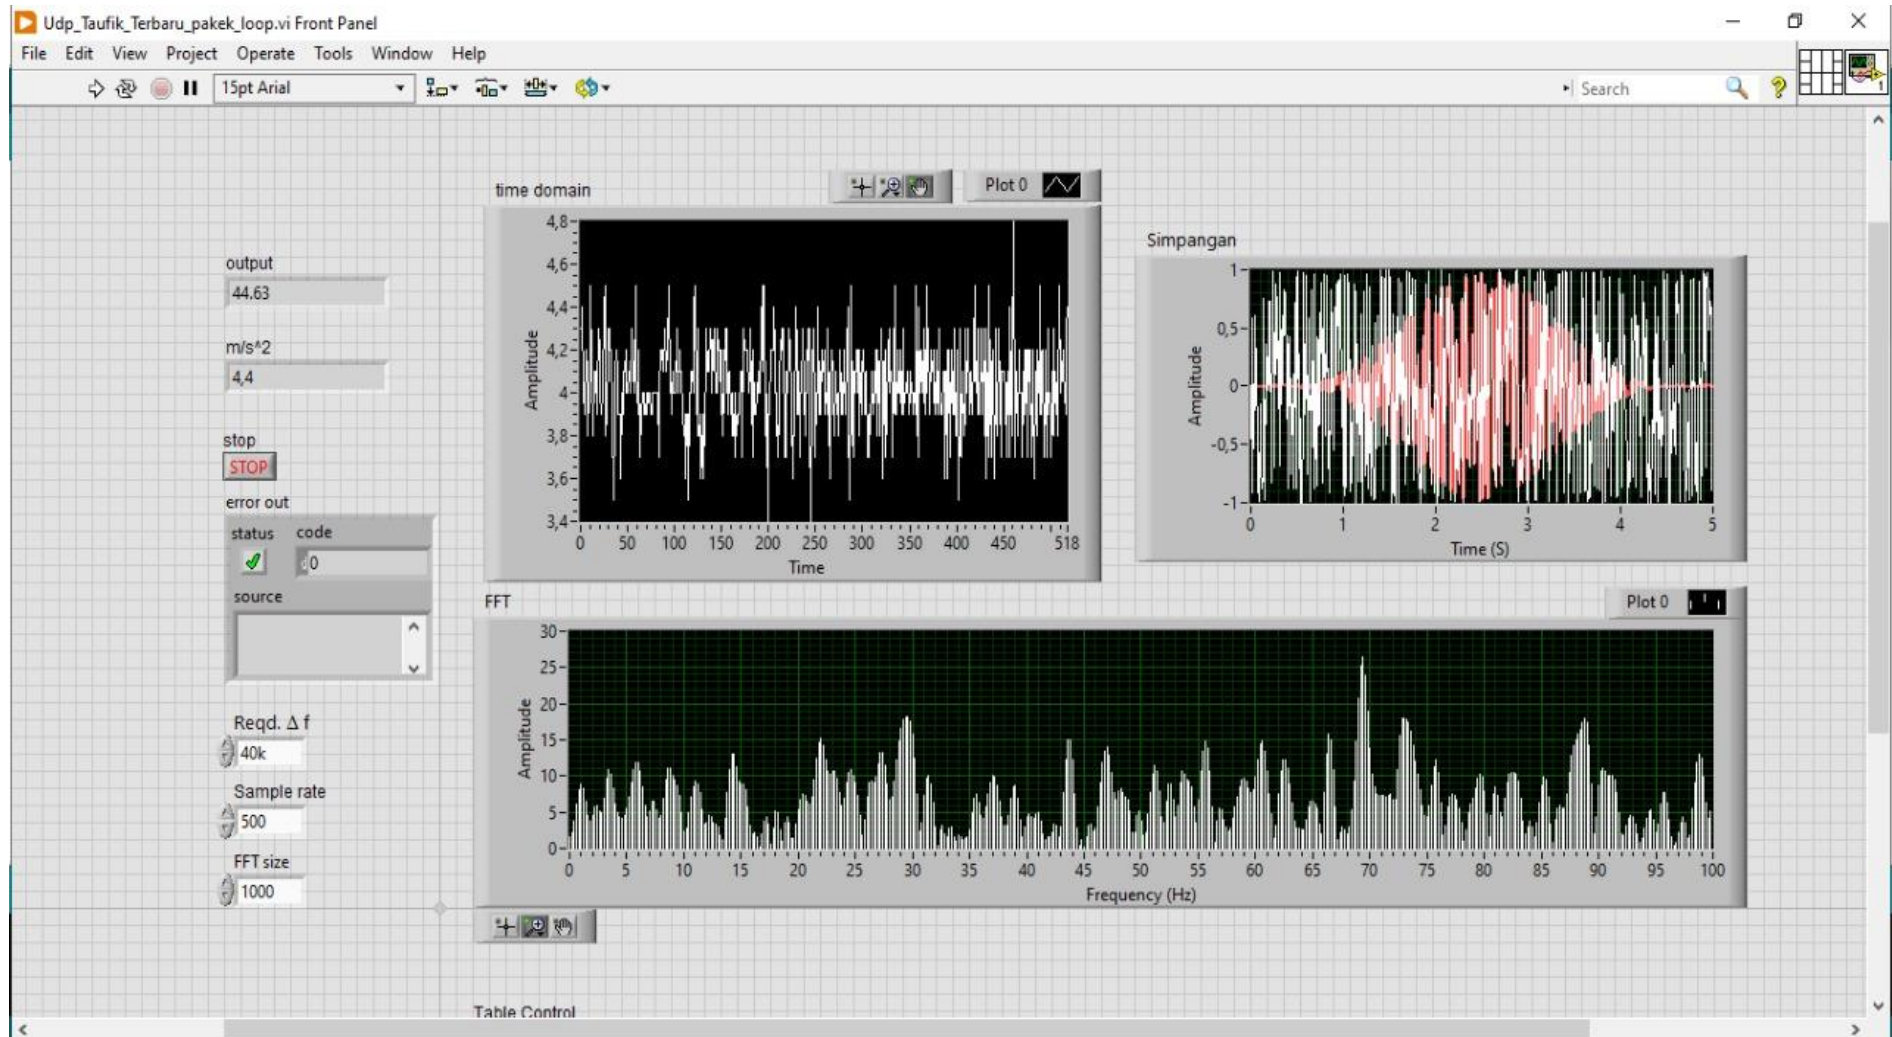 Udp_Taufik_Terbaru_pakek_loop.vi Front Panel
File Edit View Project Operate Tools Window Help
15pt Arial
Search
?
1
time domain
Plot 0
4,8
4,6
4,4
4,2
4
3,8
3,6
3,4
Amplitude
0 50 100 150 200 250 300 350 400 450 518
Time
Simpangan
1
0,5
0
-0,5
-1
Amplitude
0 1 2 3 4 5
Time (S)
output
44.63
m/s^2
4,4
stop
STOP
error out
status code
d0
source
Reqd. Δ f
40k
Sample rate
500
FFT size
1000
FFT
Plot 0
30
25
20
15
10
5
0
Amplitude
0 5 10 15 20 25 30 35 40 45 50 55 60 65 70 75 80 85 90 95 100
Frequency (Hz)
Table Control